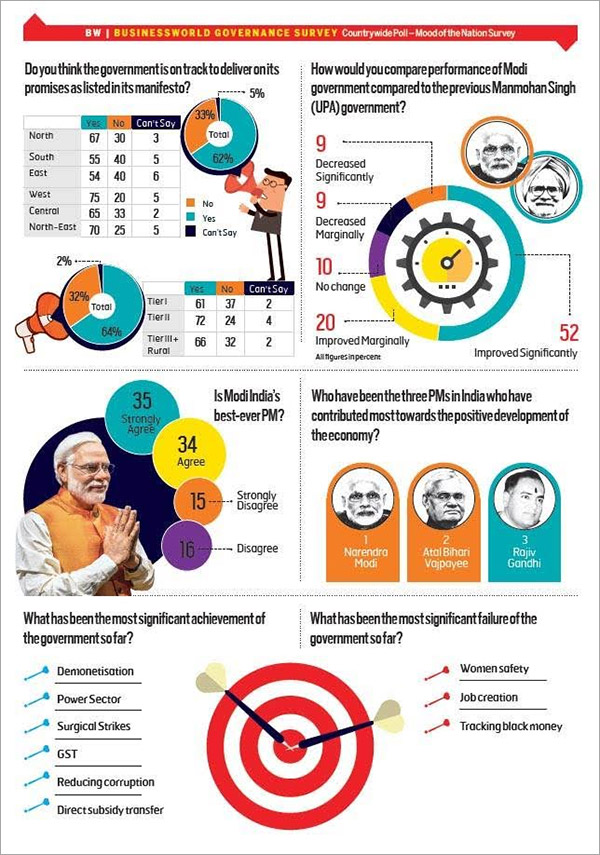 BW | BUSINESSWORLD GOVERNANCE SURVEY Countrywide Poll – Mood of the Nation Survey
Do you think the government is on track to deliver on its
promises as listed in its manifesto?
Yes No Can't Say
North 67 30 3
South 55 40 5
East 54 40 6
West 75 20 5
Central 65 33 2
North-East 70 25 5
5%
33%
Total
62%
No
Yes
Can't Say
2%
32%
Total
64%
Yes No Can't Say
Tier I 61 37 2
Tier II 72 24 4
Tier III +
Rural 66 32 2
How would you compare performance of Modi
government compared to the previous Manmohan Singh
(UPA) government?
9
Decreased
Significantly
9
Decreased
Marginally
10
No change
20
Improved Marginally
All figures in percent
52
Improved Significantly
Is Modi India's
best-ever PM?
35
Strongly
Agree
34
Agree
15
Strongly
Disagree
16
Disagree
Who have been the three PMs in India who have
contributed most towards the positive development of
the economy?
1
Narendra
Modi
2
Atal Bihari
Vajpayee
3
Rajiv
Gandhi
What has been the most significant achievement of
the government so far?
Demonetisation
Power Sector
Surgical Strikes
GST
Reducing corruption
Direct subsidy transfer
What has been the most significant failure of the
government so far?
Women safety
Job creation
Tracking black money